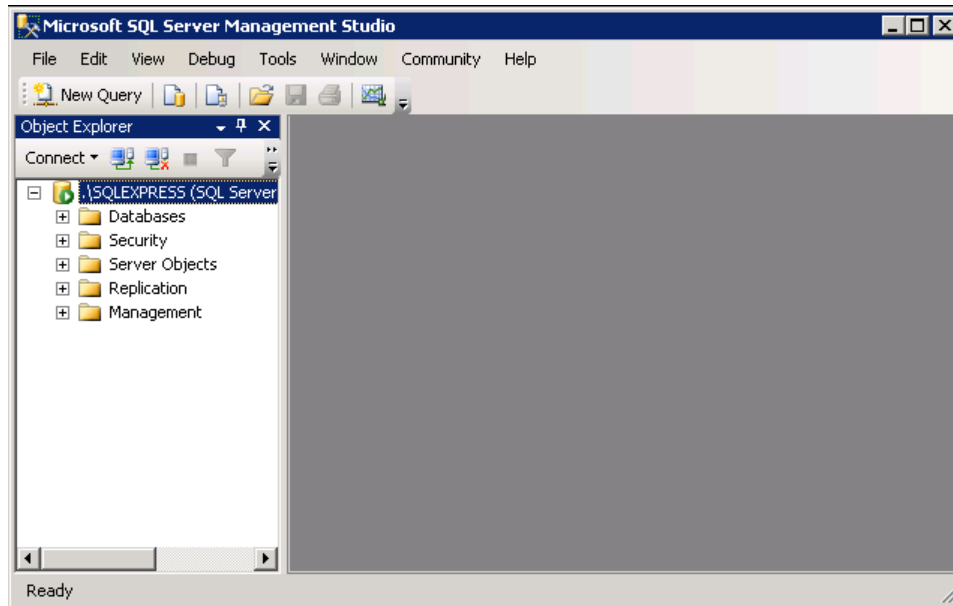 Microsoft SQL Server Management Studio
File Edit View Debug Tools Window Community Help
New Query
Object Explorer
Connect
.\SQLEXPRESS (SQL Server
Databases
Security
Server Objects
Replication
Management
Ready